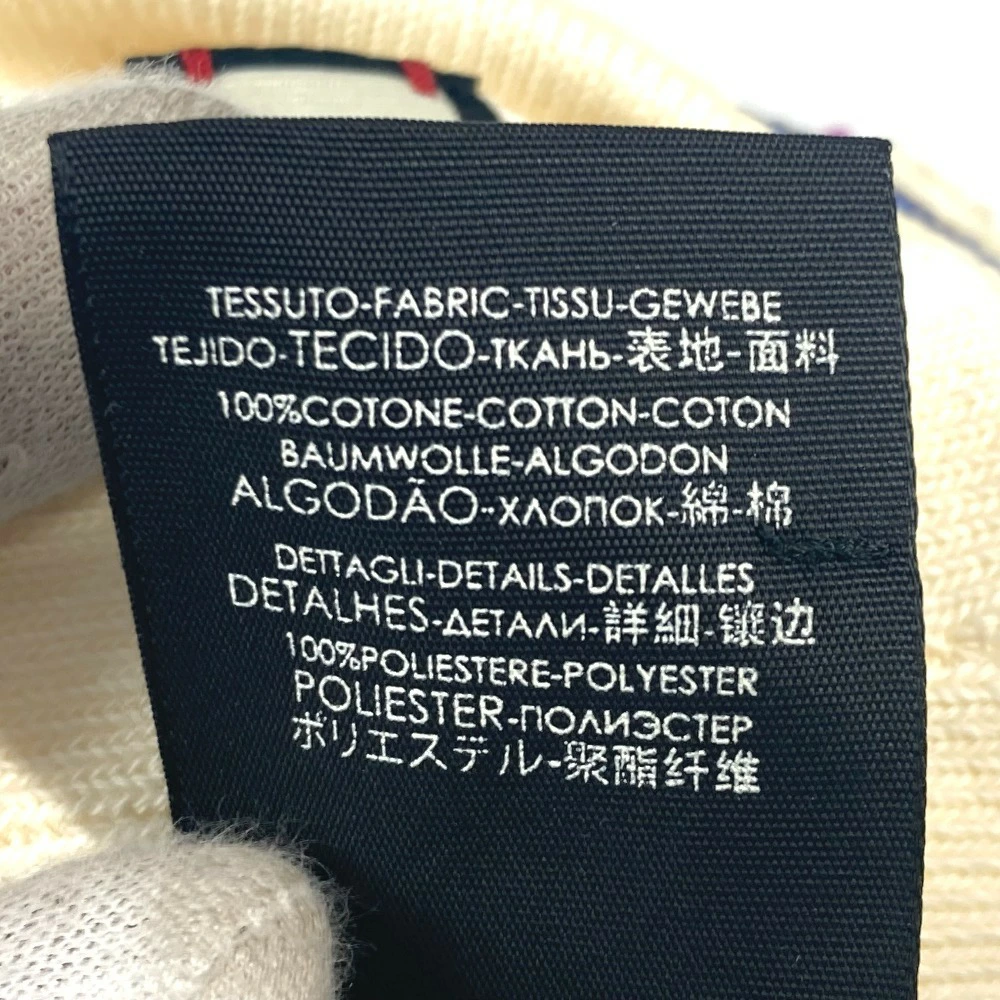 TESSUTO-FABRIC-TISSU-GEWEBE
TEJIDO-TECIDO-ТКАНЬ-表地-面料
100%COTONE-COTTON-COTON
BAUMWOLLE-ALGODON
ALGODÃO-ХЛОПОК-綿-棉
DETTAGLI-DETAILS-DETALLES
DETALHES-ДЕТАЛИ-詳細-镶边
100%POLIESTERE-POLYESTER
POLIESTER-ПОЛИЭСТЕР
ポリエステル-聚酯纤维